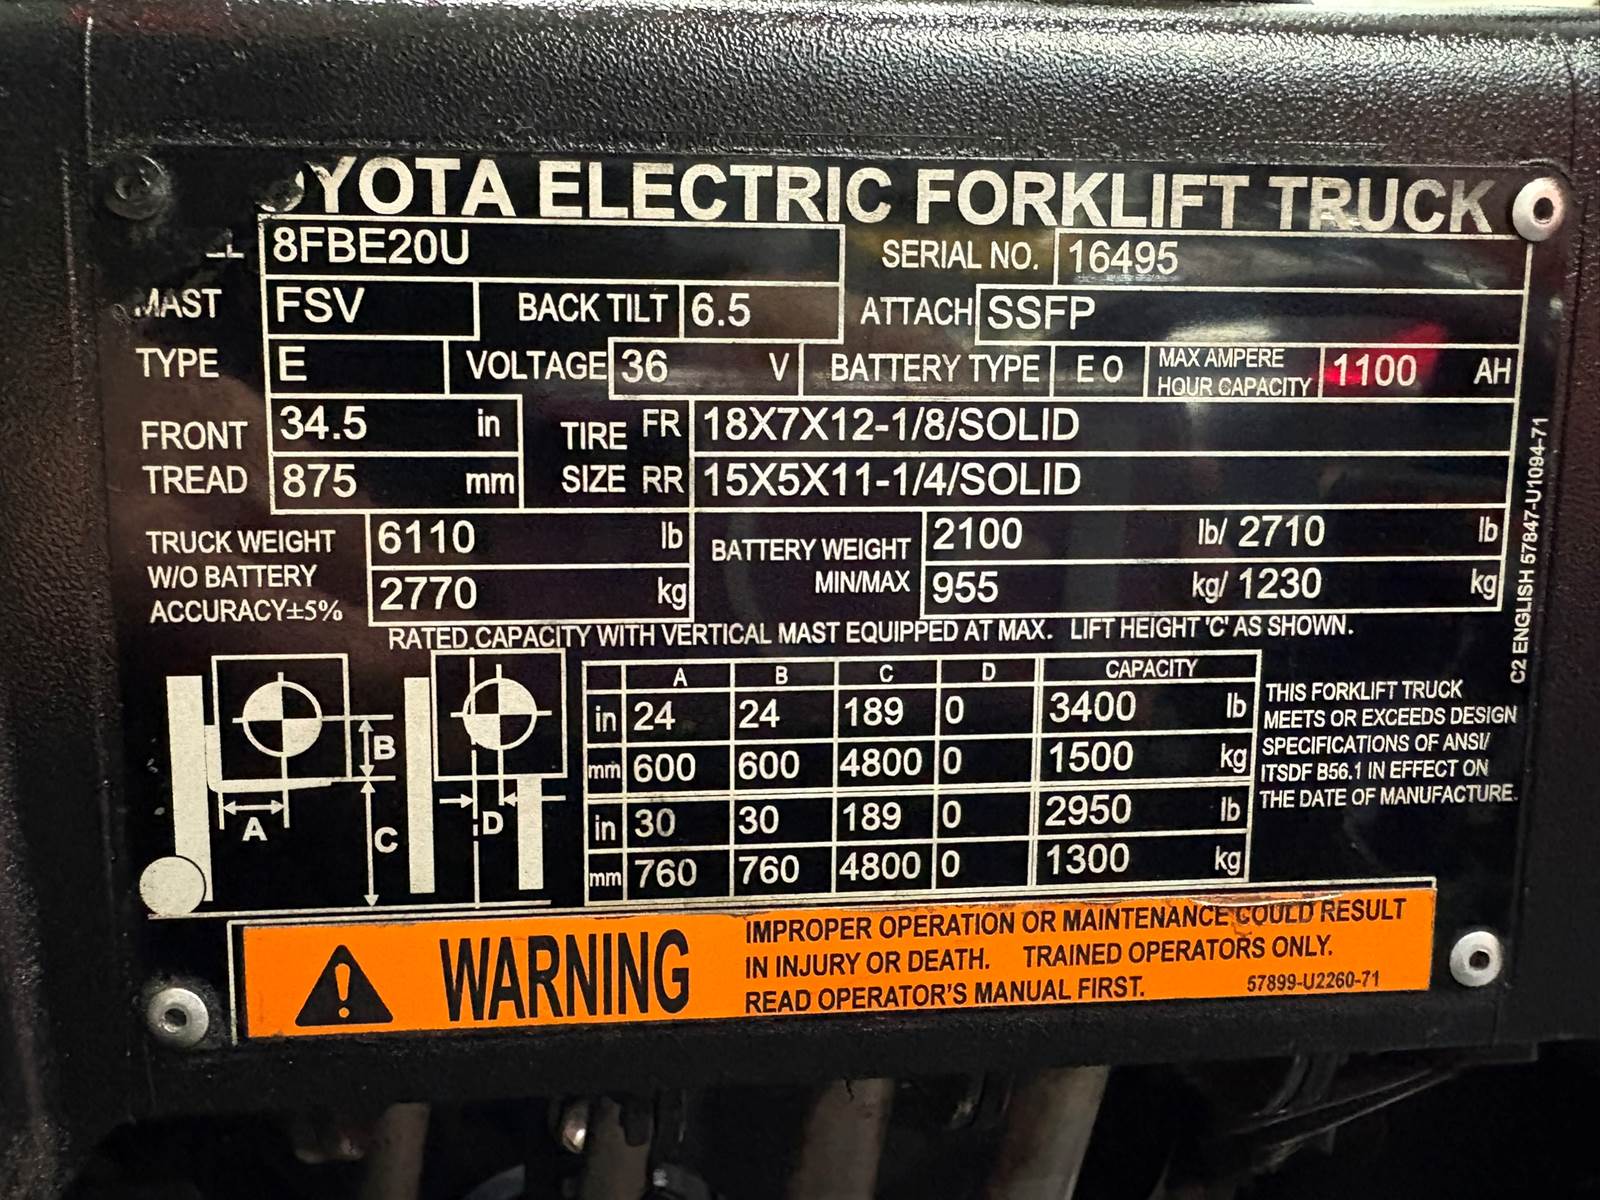 YOTA ELECTRIC FORKLIFT TRUCK
8FBE20U SERIAL NO. 16495
MAST FSV BACK TILT 6.5 ATTACH SSFP
TYPE E VOLTAGE 36 V BATTERY TYPE E O MAX AMPERE HOUR CAPACITY 1100 AH
FRONT TREAD 34.5 in TIRE SIZE FR 18X7X12-1/8/SOLID
875 mm RR 15X5X11-1/4/SOLID
TRUCK WEIGHT W/O BATTERY ACCURACY±5% 6110 lb BATTERY WEIGHT MIN/MAX 2100 lb/ 2710 lb
2770 kg 955 kg/ 1230 kg
RATED CAPACITY WITH VERTICAL MAST EQUIPPED AT MAX. LIFT HEIGHT 'C' AS SHOWN.
A B C D CAPACITY
in 24 24 189 0 3400 lb
mm 600 600 4800 0 1500 kg
in 30 30 189 0 2950 lb
mm 760 760 4800 0 1300 kg
B
A
C
D
THIS FORKLIFT TRUCK
MEETS OR EXCEEDS DESIGN
SPECIFICATIONS OF ANSI/
ITSDF B56.1 IN EFFECT ON
THE DATE OF MANUFACTURE.
C2 ENGLISH 57847-U1094-71
WARNING
IMPROPER OPERATION OR MAINTENANCE COULD RESULT
IN INJURY OR DEATH. TRAINED OPERATORS ONLY.
READ OPERATOR'S MANUAL FIRST.
57899-U2260-71